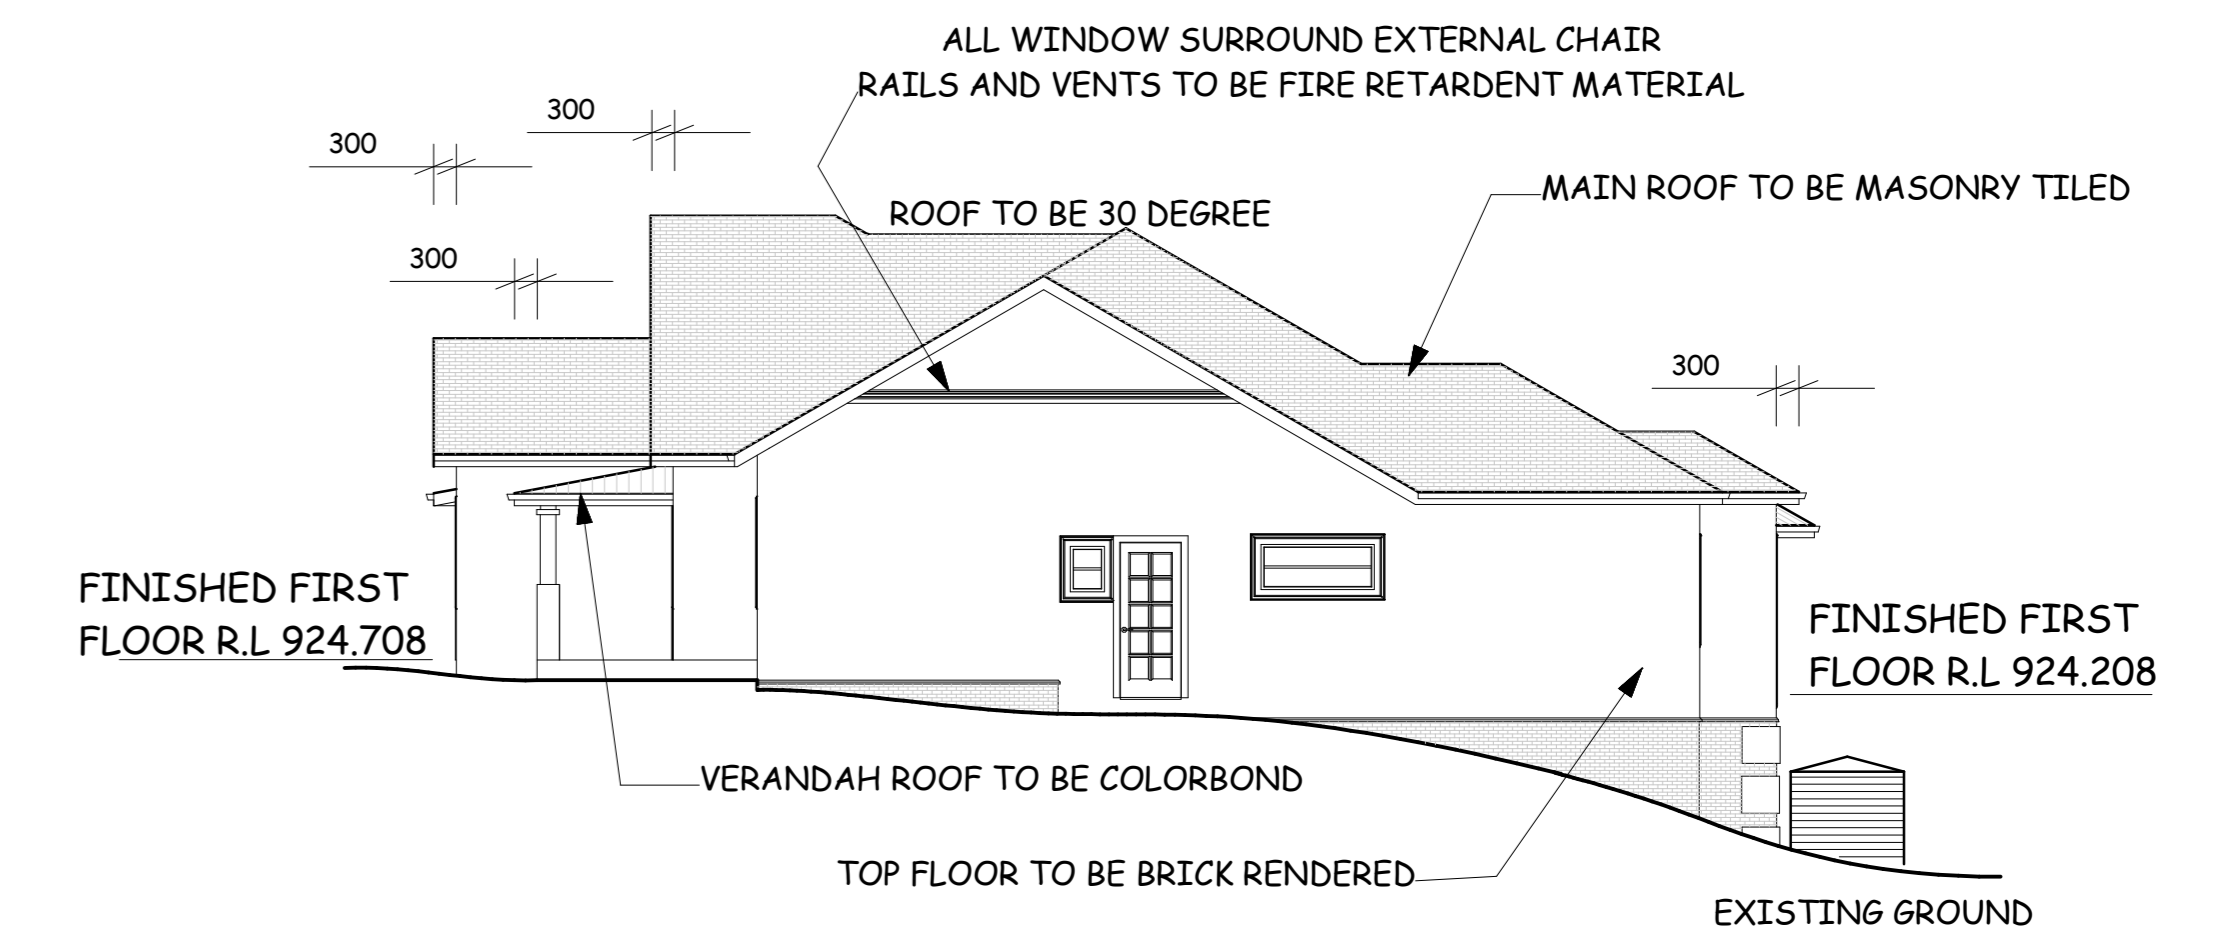 ALL WINDOW SURROUND EXTERNAL CHAIR
RAILS AND VENTS TO BE FIRE RETARDENT MATERIAL
300
300
MAIN ROOF TO BE MASONRY TILED
ROOF TO BE 30 DEGREE
300
300
FINISHED FIRST
FLOOR R.L 924.708
FINISHED FIRST
FLOOR R.L 924.208
VERANDAH ROOF TO BE COLORBOND
TOP FLOOR TO BE BRICK RENDERED
EXISTING GROUND